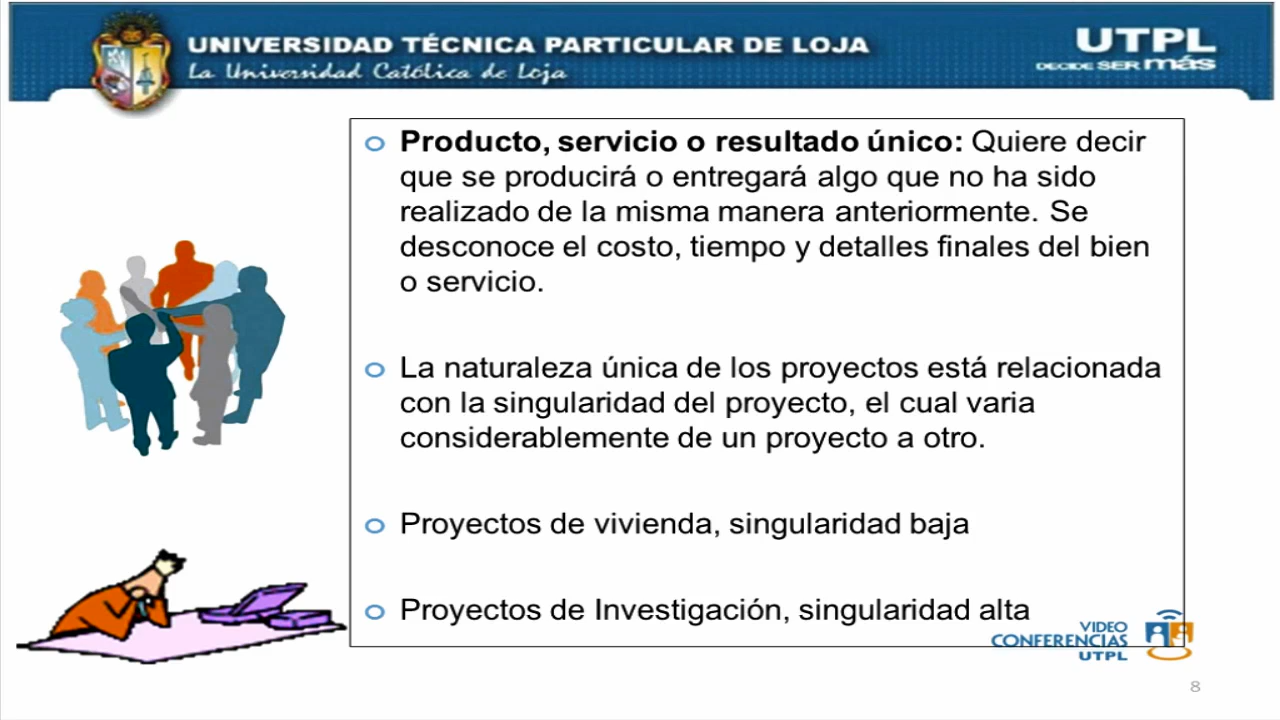 UNIVERSIDAD TÉCNICA PARTICULAR DE LOJA
La Universidad Católica de Loja
UTPL
DECIDE SER más
Producto, servicio o resultado único: Quiere decir
que se producirá o entregará algo que no ha sido
realizado de la misma manera anteriormente. Se
desconoce el costo, tiempo y detalles finales del bien
o servicio.
La naturaleza única de los proyectos está relacionada
con la singularidad del proyecto, el cual varia
considerablemente de un proyecto a otro.
Proyectos de vivienda, singularidad baja
Proyectos de Investigación, singularidad alta
VIDEO
CONFERENCIAS
UTPL
8